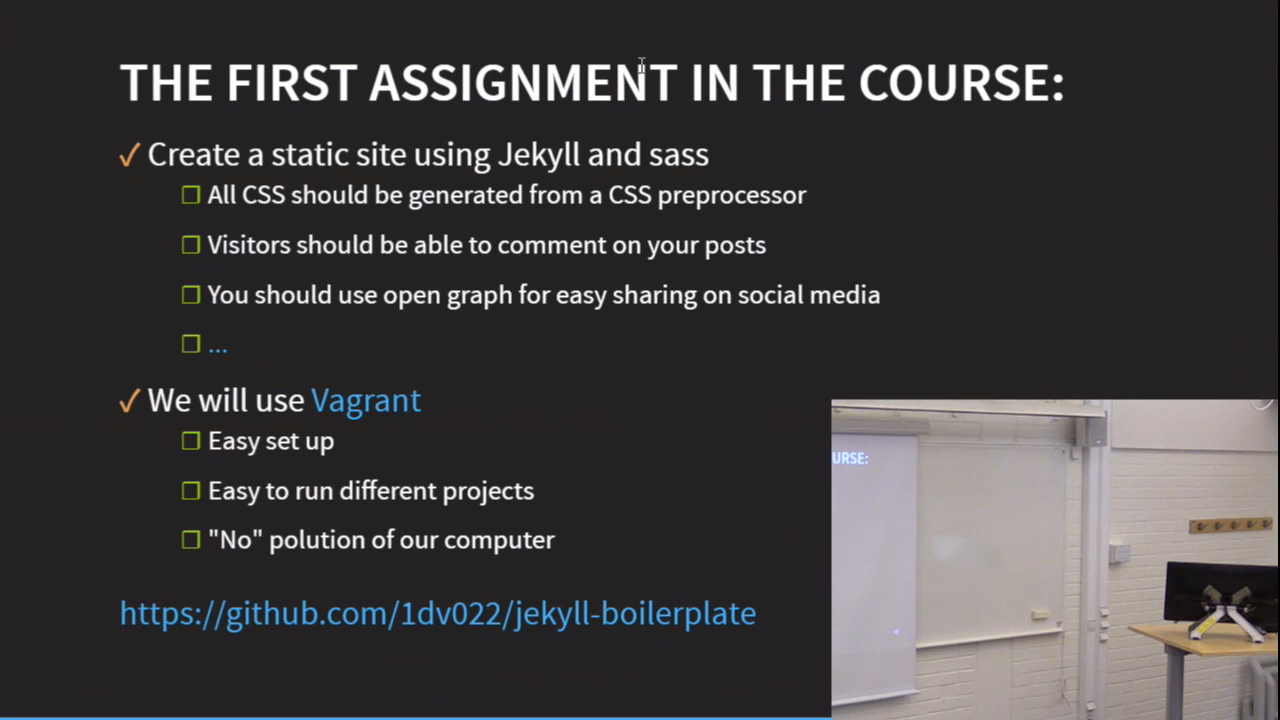 THE FIRST ASSIGNMENT IN THE COURSE:
✓ Create a static site using Jekyll and sass
❐ All CSS should be generated from a CSS preprocessor
❐ Visitors should be able to comment on your posts
❐ You should use open graph for easy sharing on social media
❐ ...
✓ We will use Vagrant
❐ Easy set up
❐ Easy to run different projects
❐ "No" polution of our computer
https://github.com/1dv022/jekyll-boilerplate
URSE: